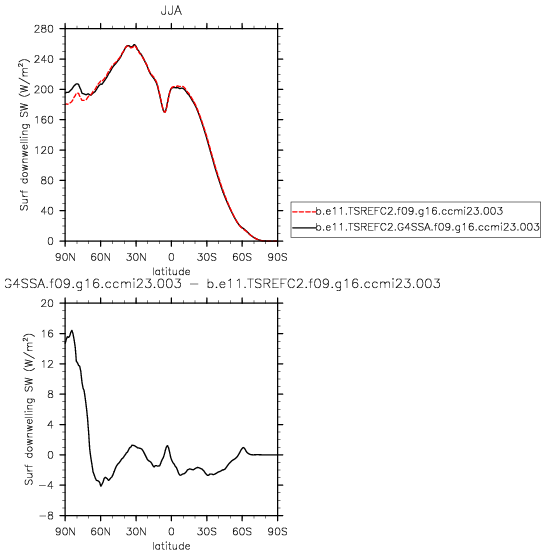 JJA
Surf downwelling SW (W/m²)
280
240
200
160
120
80
40
0
90N 60N 30N 0 30S 60S 90S
latitude
b.e11.TSREFC2.f09.g16.ccmi23.003
b.e11.TSREFC2.G4SSA.f09.g16.ccmi23.003
G4SSA.f09.g16.ccmi23.003 − b.e11.TSREFC2.f09.g16.ccmi23.003
Surf downwelling SW (W/m²)
20
16
12
8
4
0
−4
−8
90N 60N 30N 0 30S 60S 90S
latitude